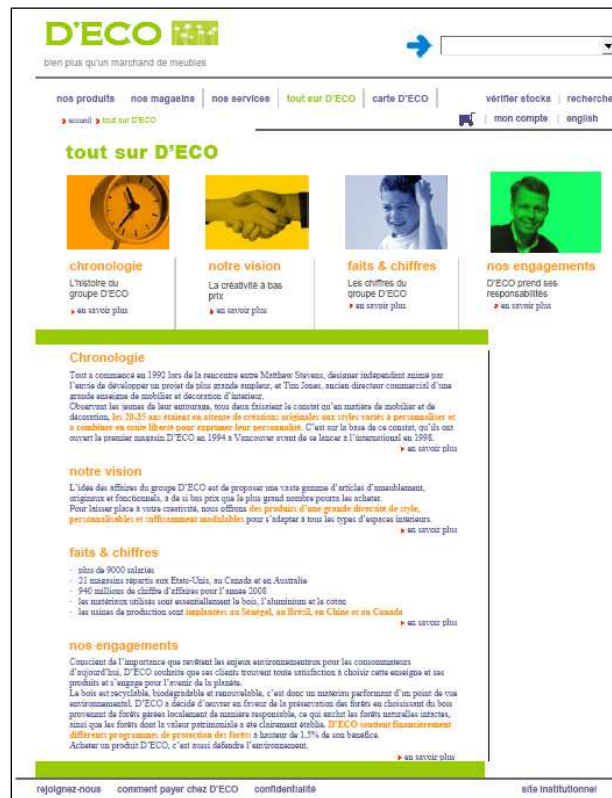 D'ECO
bien plus qu'un marchand de meubles
nos produits nos magasins nos services tout sur D'ECO carte D'ECO vérifier stocks recherche
accueil tout sur D'ECO mon compte english
tout sur D'ECO
chronologie notre vision faits & chiffres nos engagements
L'histoire du groupe D'ECO
La créativité à bas prix
Les chiffres du groupe D'ECO
D'ECO prend ses responsabilités
en savoir plus en savoir plus en savoir plus en savoir plus
Chronologie
Tout a commencé en 1992 lors de la rencontre entre Matthew Stevens, designer indépendant animé par
l'envie de développer un projet de plus grande ampleur, et Tim Jones, ancien directeur commercial d'une
grande enseigne de mobilier et décoration d'intérieur.
Observant les jeunes de leur entourage, tous deux faisaient le constat qu'en matière de mobilier et de
décoration, les 20-35 ans étaient en attente de créations originales aux styles variés à personnaliser et
à combiner en toute liberté pour exprimer leur personnalité. C'est sur la base de ce constat, qu'ils ont
ouvert le premier magasin D'ECO en 1994 à Vancouver avant de se lancer à l'international en 1998.
en savoir plus
notre vision
L'idée des affaires du groupe D'ECO est de proposer une vaste gamme d'articles d'ameublement,
originaux et fonctionnels, à de si bas prix que le plus grand nombre pourra les acheter.
Pour laisser place à votre créativité, nous offrons des produits d'une grande diversité de style,
personnalisables et suffisamment modulables pour s'adapter à tous les types d'espaces intérieurs.
en savoir plus
faits & chiffres
· plus de 9000 salariés
· 21 magasins répartis aux Etats-Unis, au Canada et en Australie
· 940 millions de chiffre d'affaires pour l'année 2008
· les matériaux utilisés sont essentiellement le bois, l'aluminium et le coton
· les usines de production sont implantées au Sénégal, au Brésil, en Chine et au Canada
en savoir plus
nos engagements
Conscient de l'importance que revêtent les enjeux environnementaux pour les consommateurs
d'aujourd'hui, D'ECO souhaite que ses clients trouvent toute satisfaction à choisir cette enseigne et ses
produits et s'engage pour l'avenir de la planète.
Le bois est recyclable, biodégradable et renouvelable, c'est donc un matériau performant d'un point de vue
environnemental. D'ECO a décidé d'œuvrer en faveur de la préservation des forêts en choisissant du bois
provenant de forêts gérées localement de manière responsable, ce qui exclut les forêts naturelles intactes,
ainsi que les forêts dont la valeur patrimoniale a été clairement établie. D'ECO soutient financièrement
différents programmes de protection des forêts à hauteur de 1,5% de son bénéfice.
Acheter un produit D'ECO, c'est aussi défendre l'environnement.
en savoir plus
rejoignez-nous comment payer chez D'ECO confidentialité site institutionnel